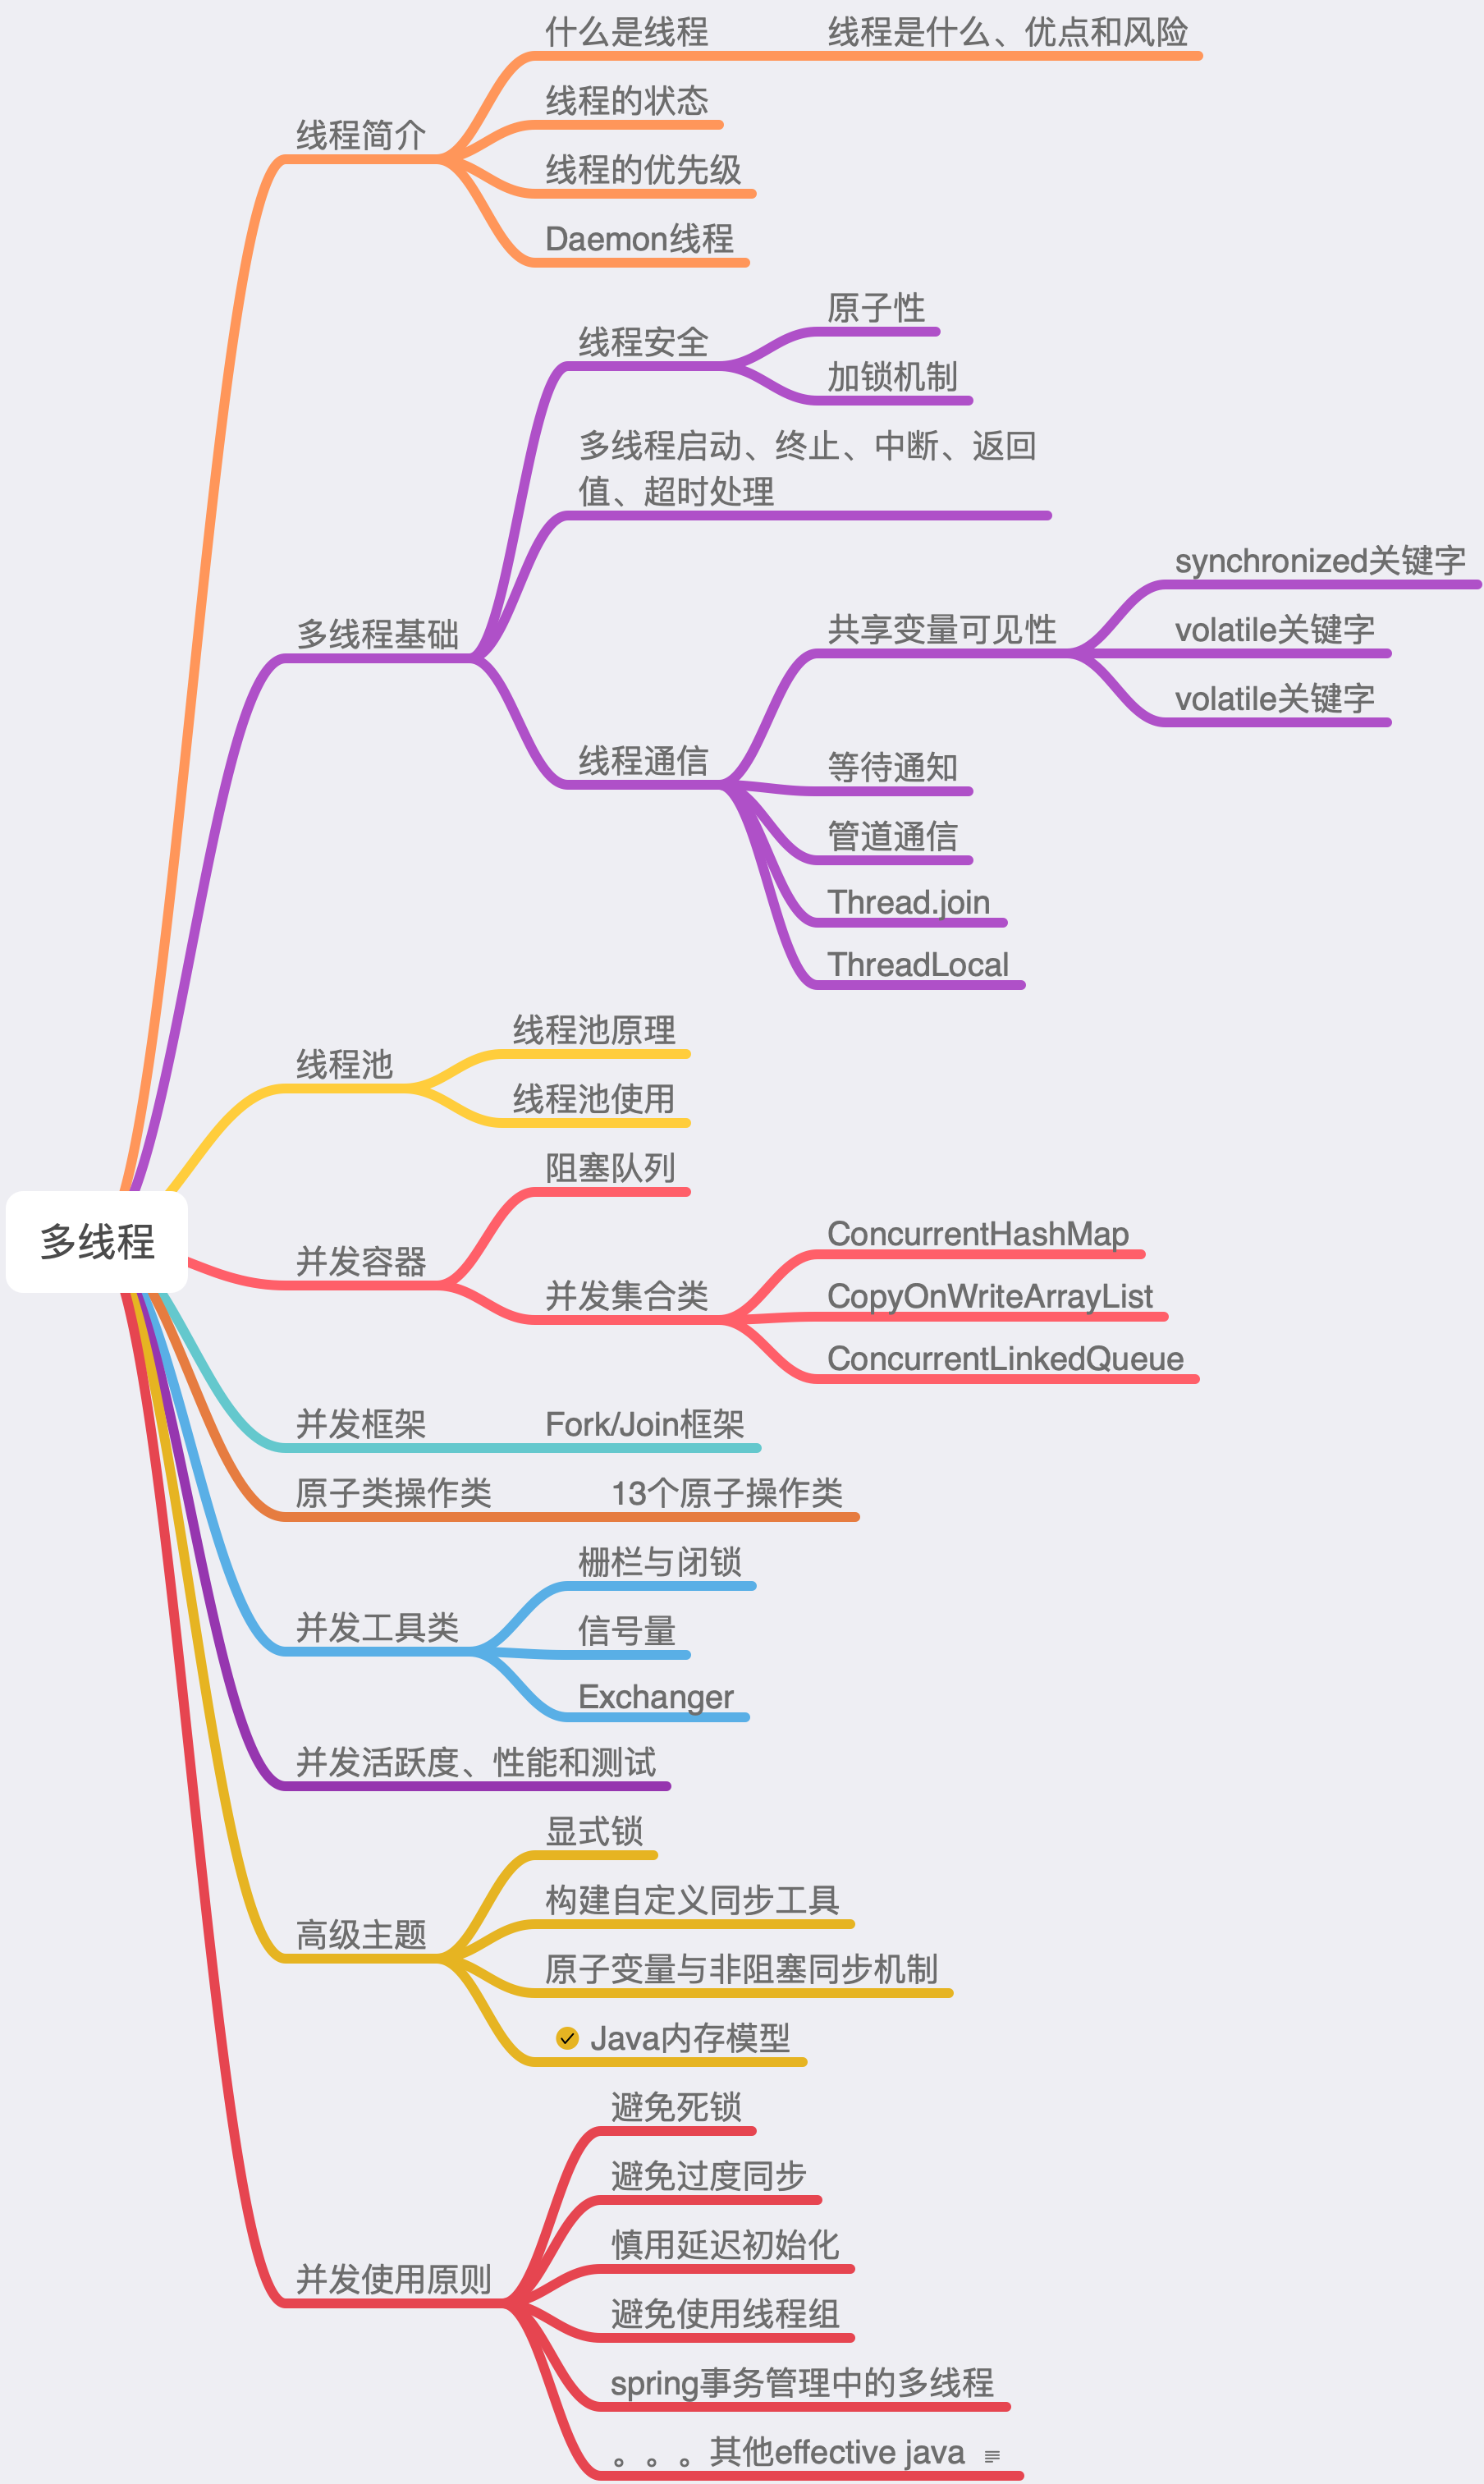 什么是线程
线程是什么、优点和风险
线程的状态
线程简介
线程的优先级
Daemon线程
原子性
线程安全
加锁机制
多线程启动、终止、中断、返回
值、超时处理
synchronized关键字
多线程基础
共享变量可见性
volatile关键字
volatile关键字
线程通信
等待通知
管道通信
Thread.join
ThreadLocal
线程池原理
线程池
线程池使用
阻塞队列
多线程
ConcurrentHashMap
并发容器
并发集合类
CopyOnWriteArrayList
ConcurrentLinkedQueue
并发框架
Fork/Join框架
原子类操作类
13个原子操作类
栅栏与闭锁
并发工具类
信号量
Exchanger
并发活跃度、性能和测试
显式锁
构建自定义同步工具
高级主题
原子变量与非阻塞同步机制
Java内存模型
避免死锁
避免过度同步
慎用延迟初始化
并发使用原则
避免使用线程组
spring事务管理中的多线程
。。。其他effective java